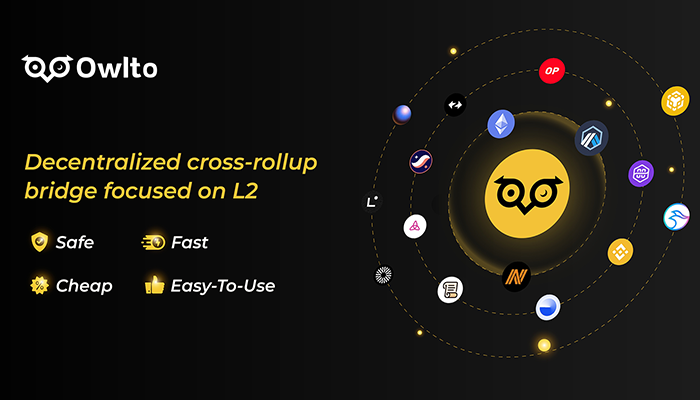 Owlto
Decentralized cross-rollup
bridge focused on L2
Safe
Fast
Cheap
Easy-To-Use
OP
L